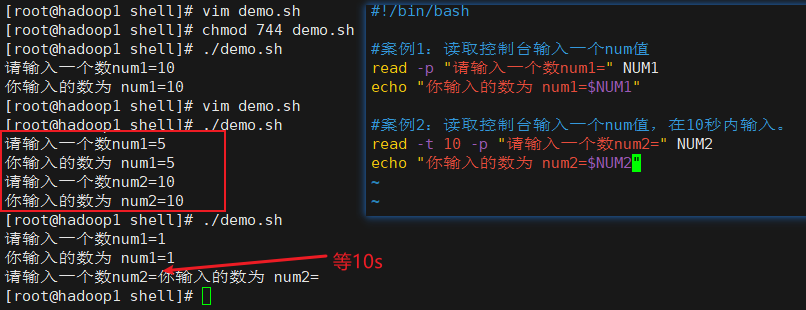 [root@hadoop1 shell]# vim demo.sh
[root@hadoop1 shell]# chmod 744 demo.sh
[root@hadoop1 shell]# ./demo.sh
请输入一个数num1=10
你输入的数为 num1=10
[root@hadoop1 shell]# vim demo.sh
[root@hadoop1 shell]# ./demo.sh
请输入一个数num1=5
你输入的数为 num1=5
请输入一个数num2=10
你输入的数为 num2=10
[root@hadoop1 shell]# ./demo.sh
请输入一个数num1=1
你输入的数为 num1=1
请输入一个数num2=你输入的数为 num2=
[root@hadoop1 shell]#
等10s
#!/bin/bash
#案例1：读取控制台输入一个num值
read -p "请输入一个数num1=" NUM1
echo "你输入的数为 num1=$NUM1"
#案例2：读取控制台输入一个num值，在10秒内输入。
read -t 10 -p "请输入一个数num2=" NUM2
echo "你输入的数为 num2=$NUM2"
~
~